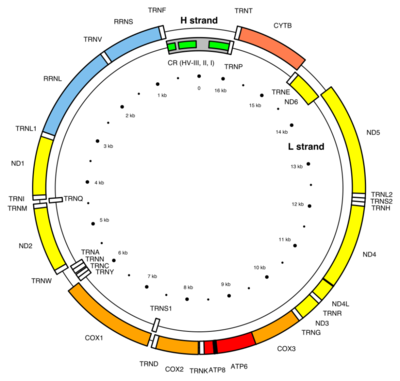 H strand
TRNF
TRNT
RRNS
CYTB
TRNV
CR (HV-III, II, I)
TRNP
RRNL
TRNE
ND6
0
1 kb
16 kb
15 kb
2 kb
14 kb
ND5
TRNL1
3 kb
L strand
13 kb
ND1
4 kb
TRNL2
TRNS2
TRNH
TRNI
TRNQ
TRNM
12 kb
5 kb
ND2
11 kb
ND4
6 kb
TRNA
TRNN
TRNC
TRNY
TRNW
10 kb
7 kb
8 kb
9 kb
TRNS1
ND4L
TRNR
ND3
TRNG
COX1
COX3
TRND
COX2
TRNK
ATP8
ATP6